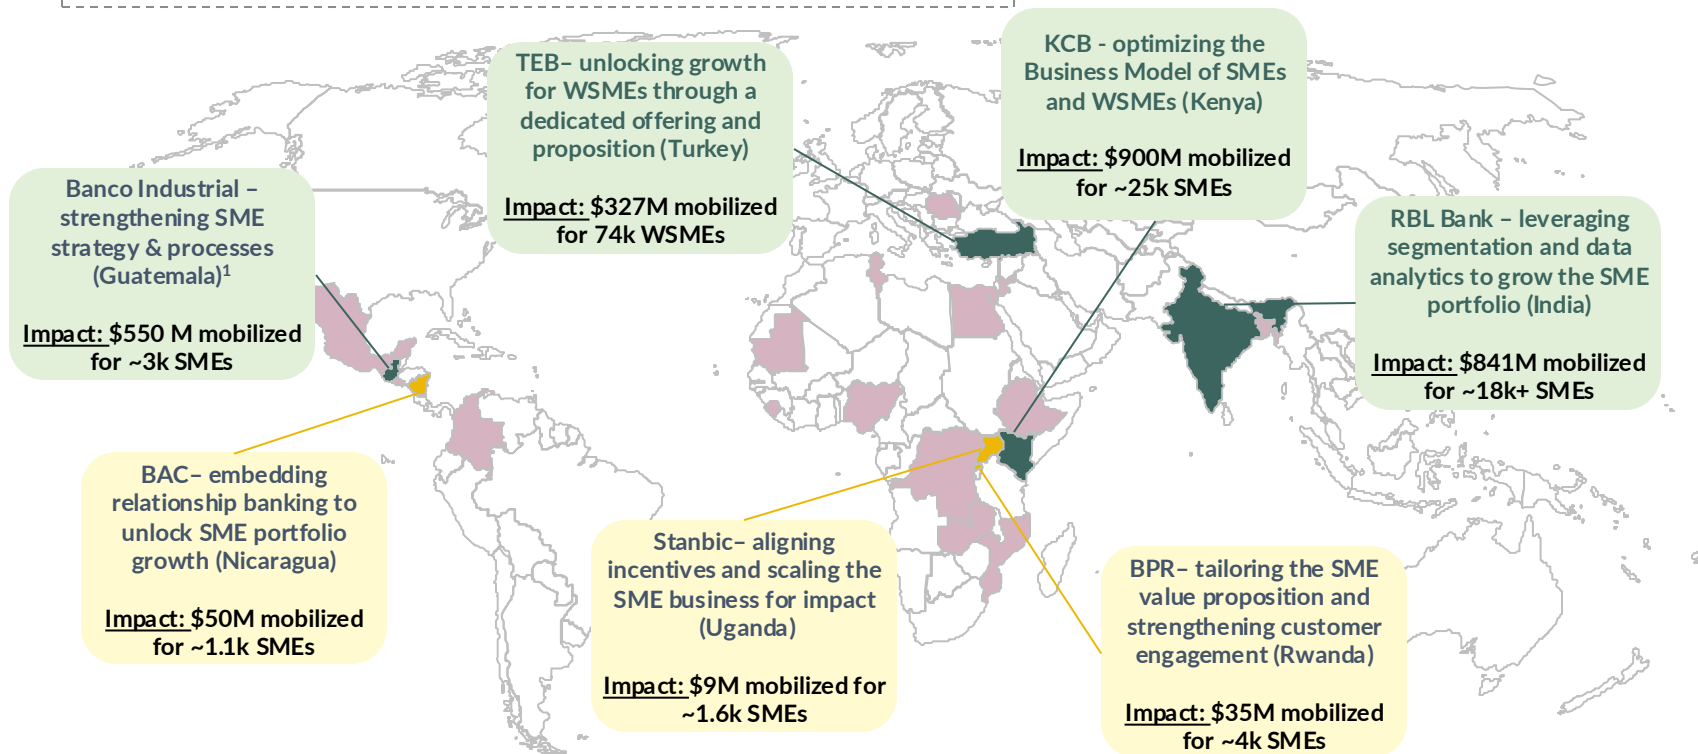 TEB– unlocking growth
for WSMEs through a
dedicated offering and
proposition (Turkey)
Impact: $327M mobilized
for 74k WSMEs
KCB - optimizing the
Business Model of SMEs
and WSMEs (Kenya)
Impact: $900M mobilized
for ~25k SMEs
Banco Industrial –
strengthening SME
strategy & processes
(Guatemala)¹
Impact: $550 M mobilized
for ~3k SMEs
RBL Bank – leveraging
segmentation and data
analytics to grow the SME
portfolio (India)
Impact: $841M mobilized
for ~18k+ SMEs
BAC– embedding
relationship banking to
unlock SME portfolio
growth (Nicaragua)
Impact: $50M mobilized
for ~1.1k SMEs
Stanbic– aligning
incentives and scaling the
SME business for impact
(Uganda)
Impact: $9M mobilized for
~1.6k SMEs
BPR– tailoring the SME
value proposition and
strengthening customer
engagement (Rwanda)
Impact: $35M mobilized
for ~4k SMEs